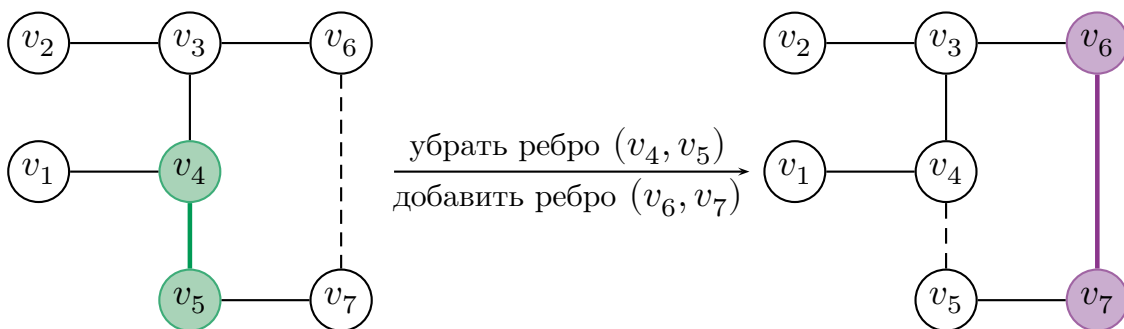 v₂ v₃ v₆
v₁ v₄
v₅ v₇
убрать ребро (v₄, v₅)
добавить ребро (v₆, v₇)
v₂ v₃ v₆
v₁ v₄
v₅ v₇